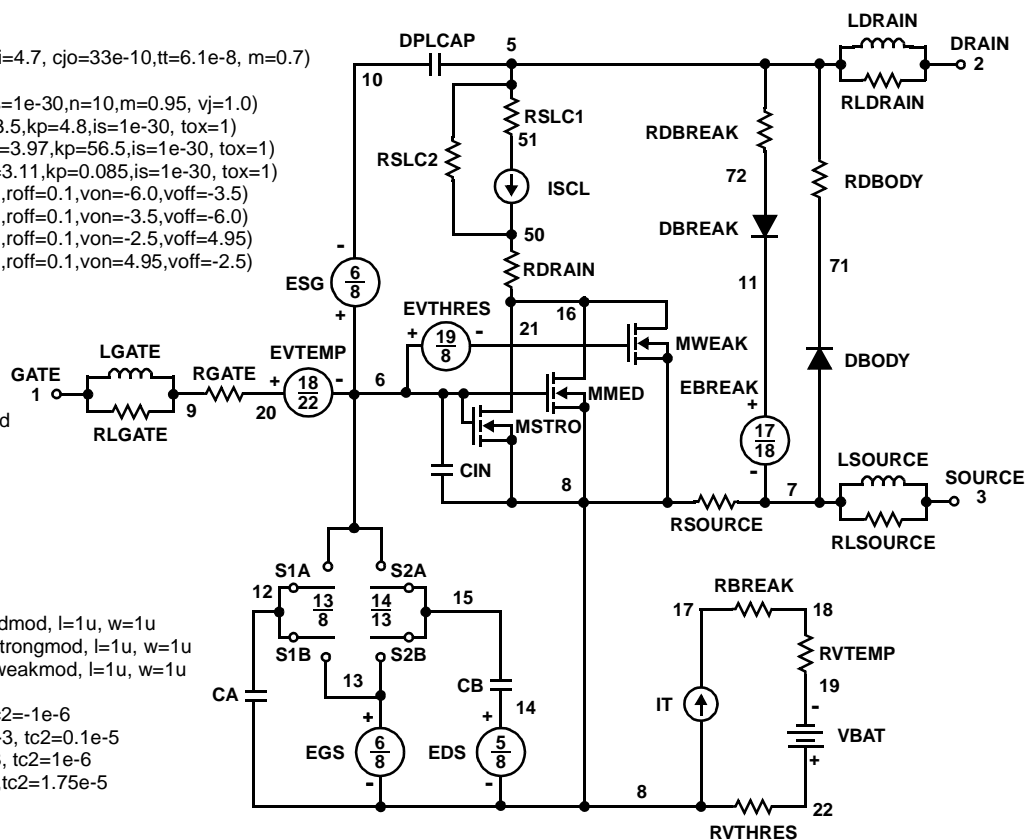 i=4.7, cjo=33e-10,tt=6.1e-8, m=0.7)
s=1e-30,n=10,m=0.95, vj=1.0)
3.5,kp=4.8,is=1e-30, tox=1)
=3.97,kp=56.5,is=1e-30, tox=1)
=3.11,kp=0.085,is=1e-30, tox=1)
,roff=0.1,von=-6.0,voff=-3.5)
,roff=0.1,von=-3.5,voff=-6.0)
,roff=0.1,von=-2.5,voff=4.95)
,roff=0.1,von=4.95,voff=-2.5)
d
dmod, l=1u, w=1u
trongmod, l=1u, w=1u
weakmod, l=1u, w=1u
c2=-1e-6
-3, tc2=0.1e-5
, tc2=1e-6
,tc2=1.75e-5
LDRAIN
DPLCAP
5
DRAIN
2
10
RLDRAIN
RSLC1
51
RDBREAK
RSLC2
72
RDBODY
ISCL
DBREAK
50
RDRAIN
71
11
- 
ESG
6
8
+
EVTHRES
+
19
8
-
21
16
MWEAK
DBODY
LGATE
GATE
1
RLGATE
9
RGATE
20
EVTEMP
+
18
22
-
6
MMED
MSTRO
EBREAK
+
17
18
-
CIN
8
RSOURCE
7
LSOURCE
SOURCE
3
RLSOURCE
S1A
S2A
12
13
8
14
13
15
S1B
S2B
13
CA
CB
14
+
EGS
6
8
-
+
EDS
5
8
-
RBREAK
17
18
RVTEMP
19
IT
-
VBAT
+
8
22
RVTHRES